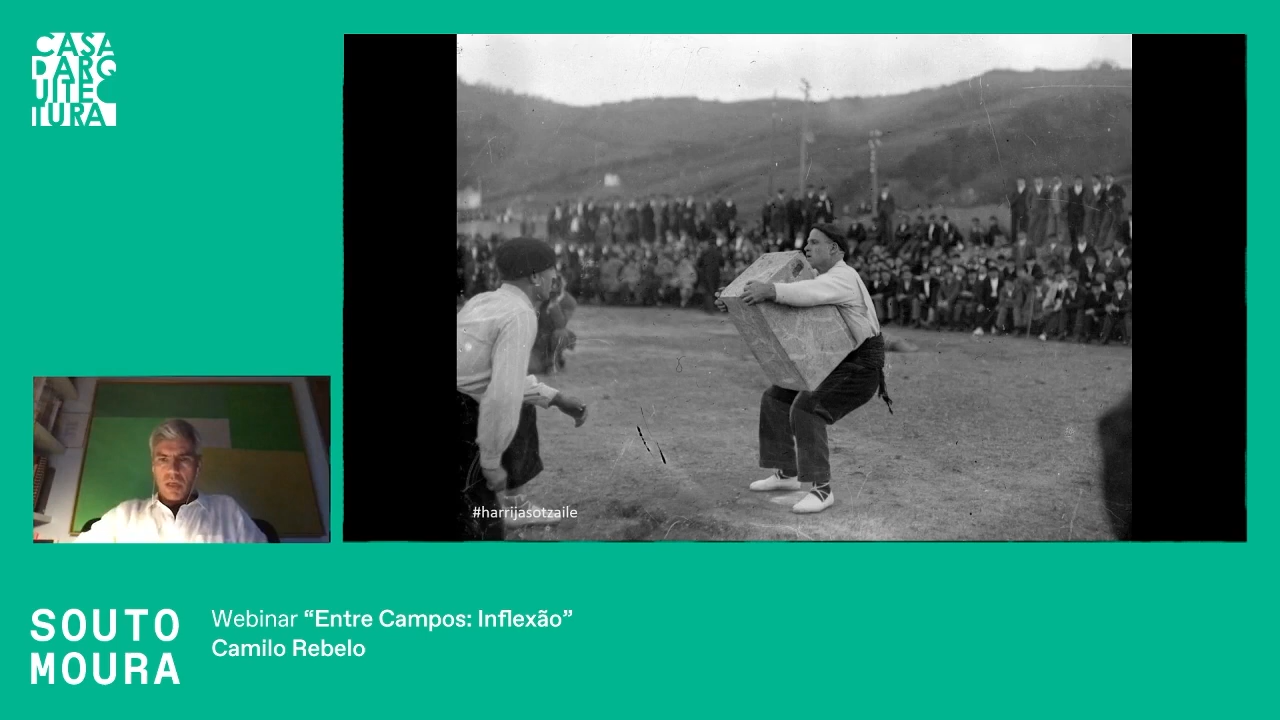 CASA
DARQ
UITEC
TURA
#harrijasotzaile
SOUTO
MOURA
Webinar “Entre Campos: Inflexão”
Camilo Rebelo